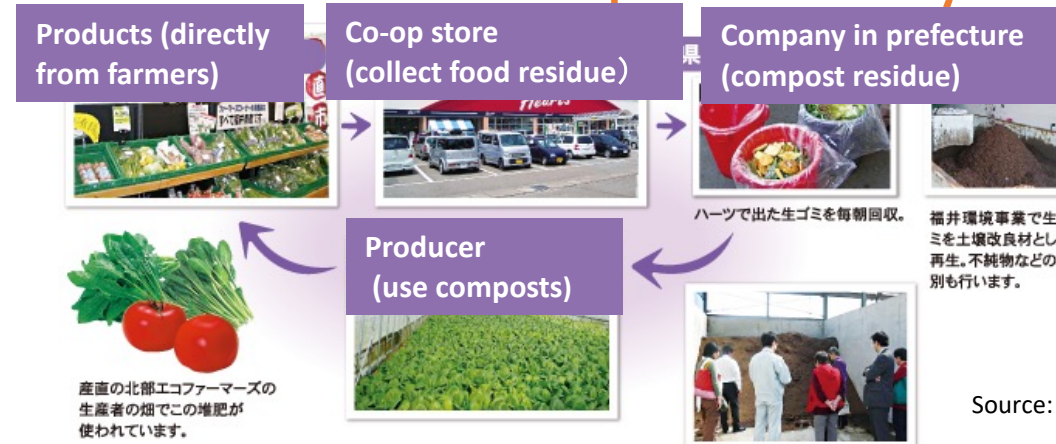 Products (directly
from farmers)
Co-op store
(collect food residue）
Company in prefecture
(compost residue)
県
直
市
Hearts
ハーツで出た生ゴミを毎朝回収。
福井環境事業で生
ミを土壌改良材とし
再生。不純物などの
別も行います。
Producer
(use composts)
産直の北部エコファーマーズの
生産者の畑でこの堆肥が
使われています。
Source: